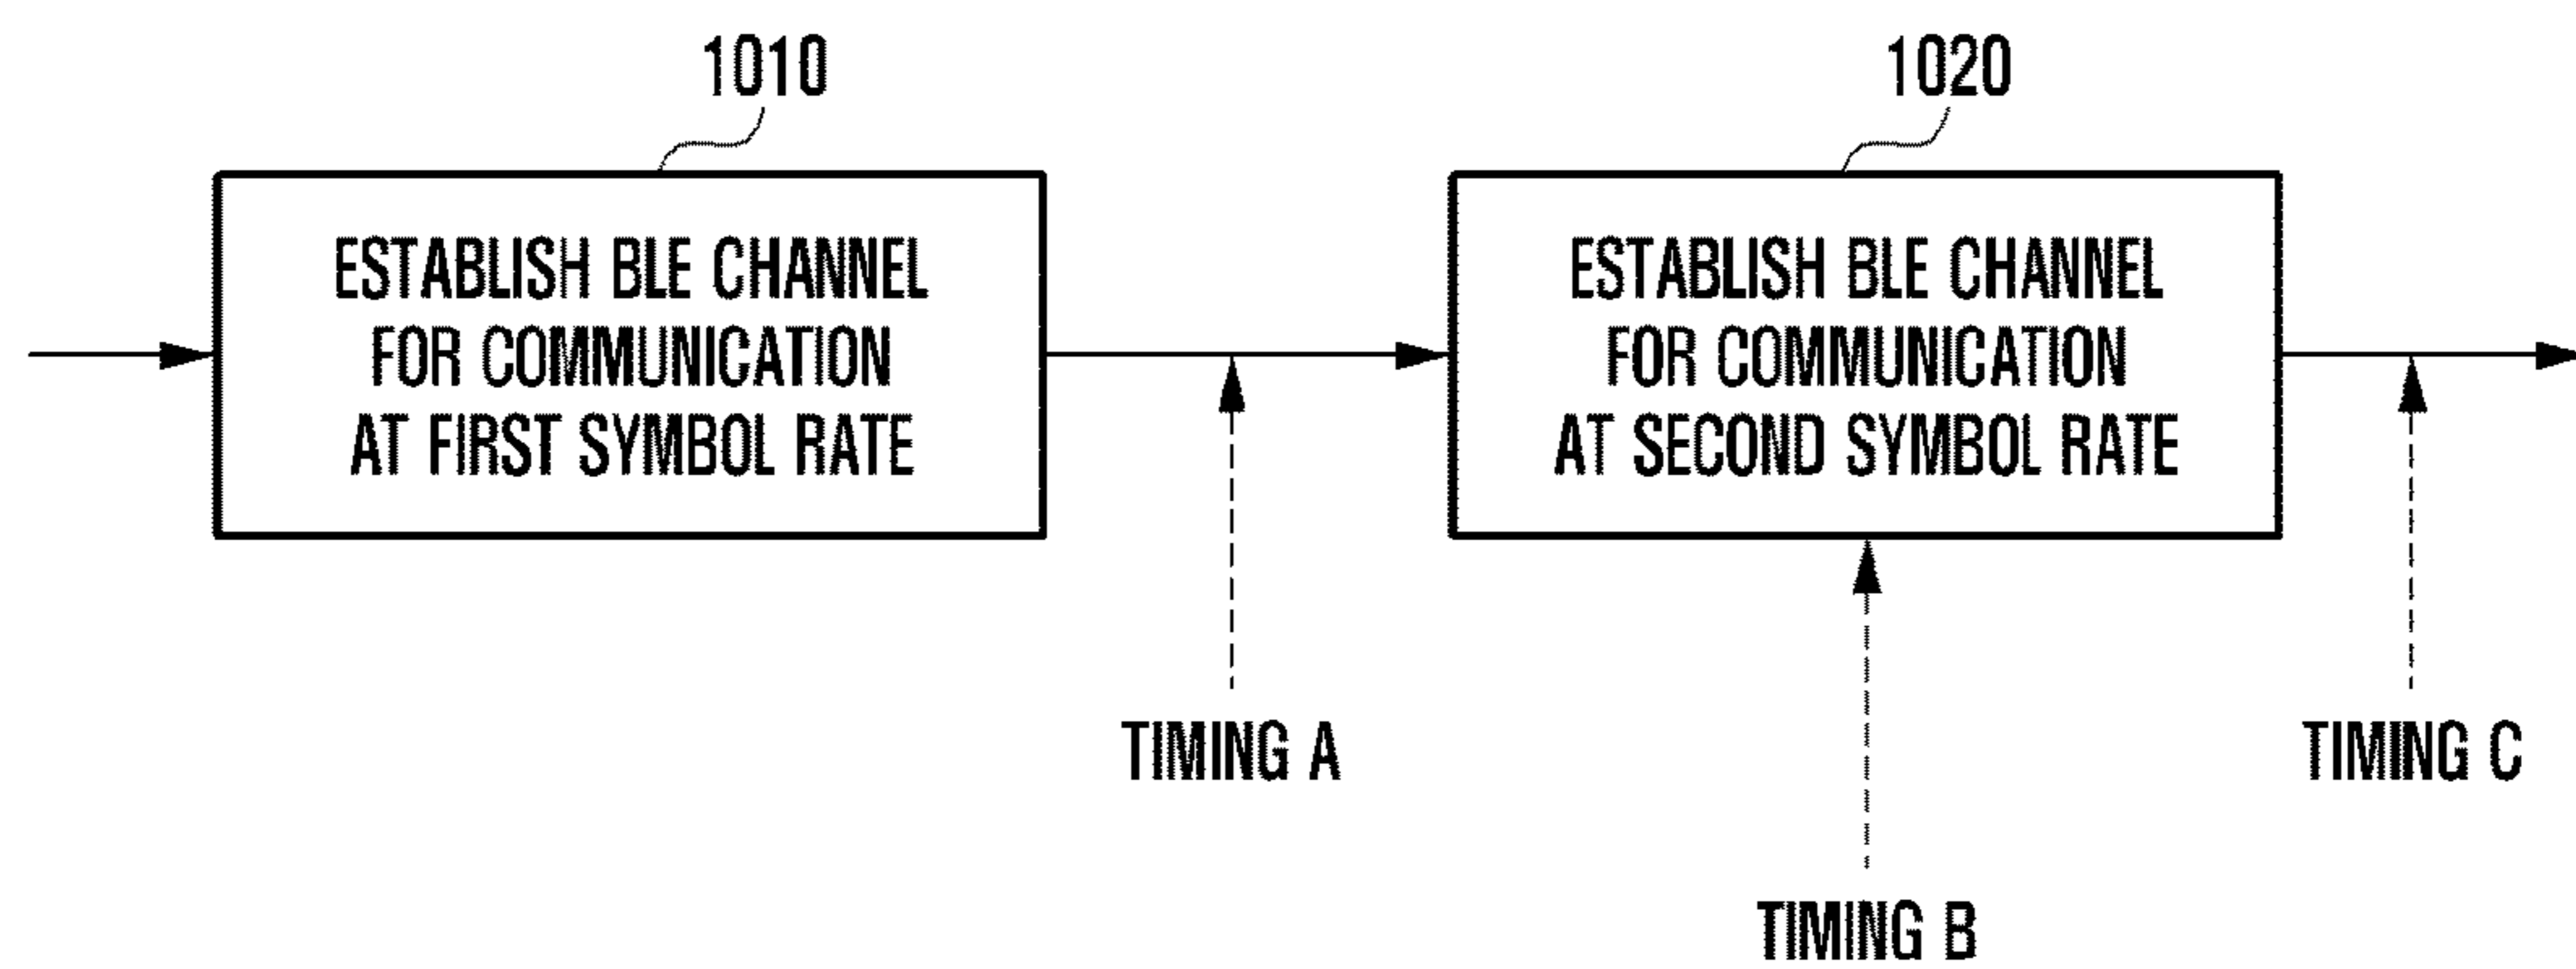 1010
ESTABLISH BLE CHANNEL
FOR COMMUNICATION
AT FIRST SYMBOL RATE
1020
ESTABLISH BLE CHANNEL
FOR COMMUNICATION
AT SECOND SYMBOL RATE
TIMING A
TIMING B
TIMING C